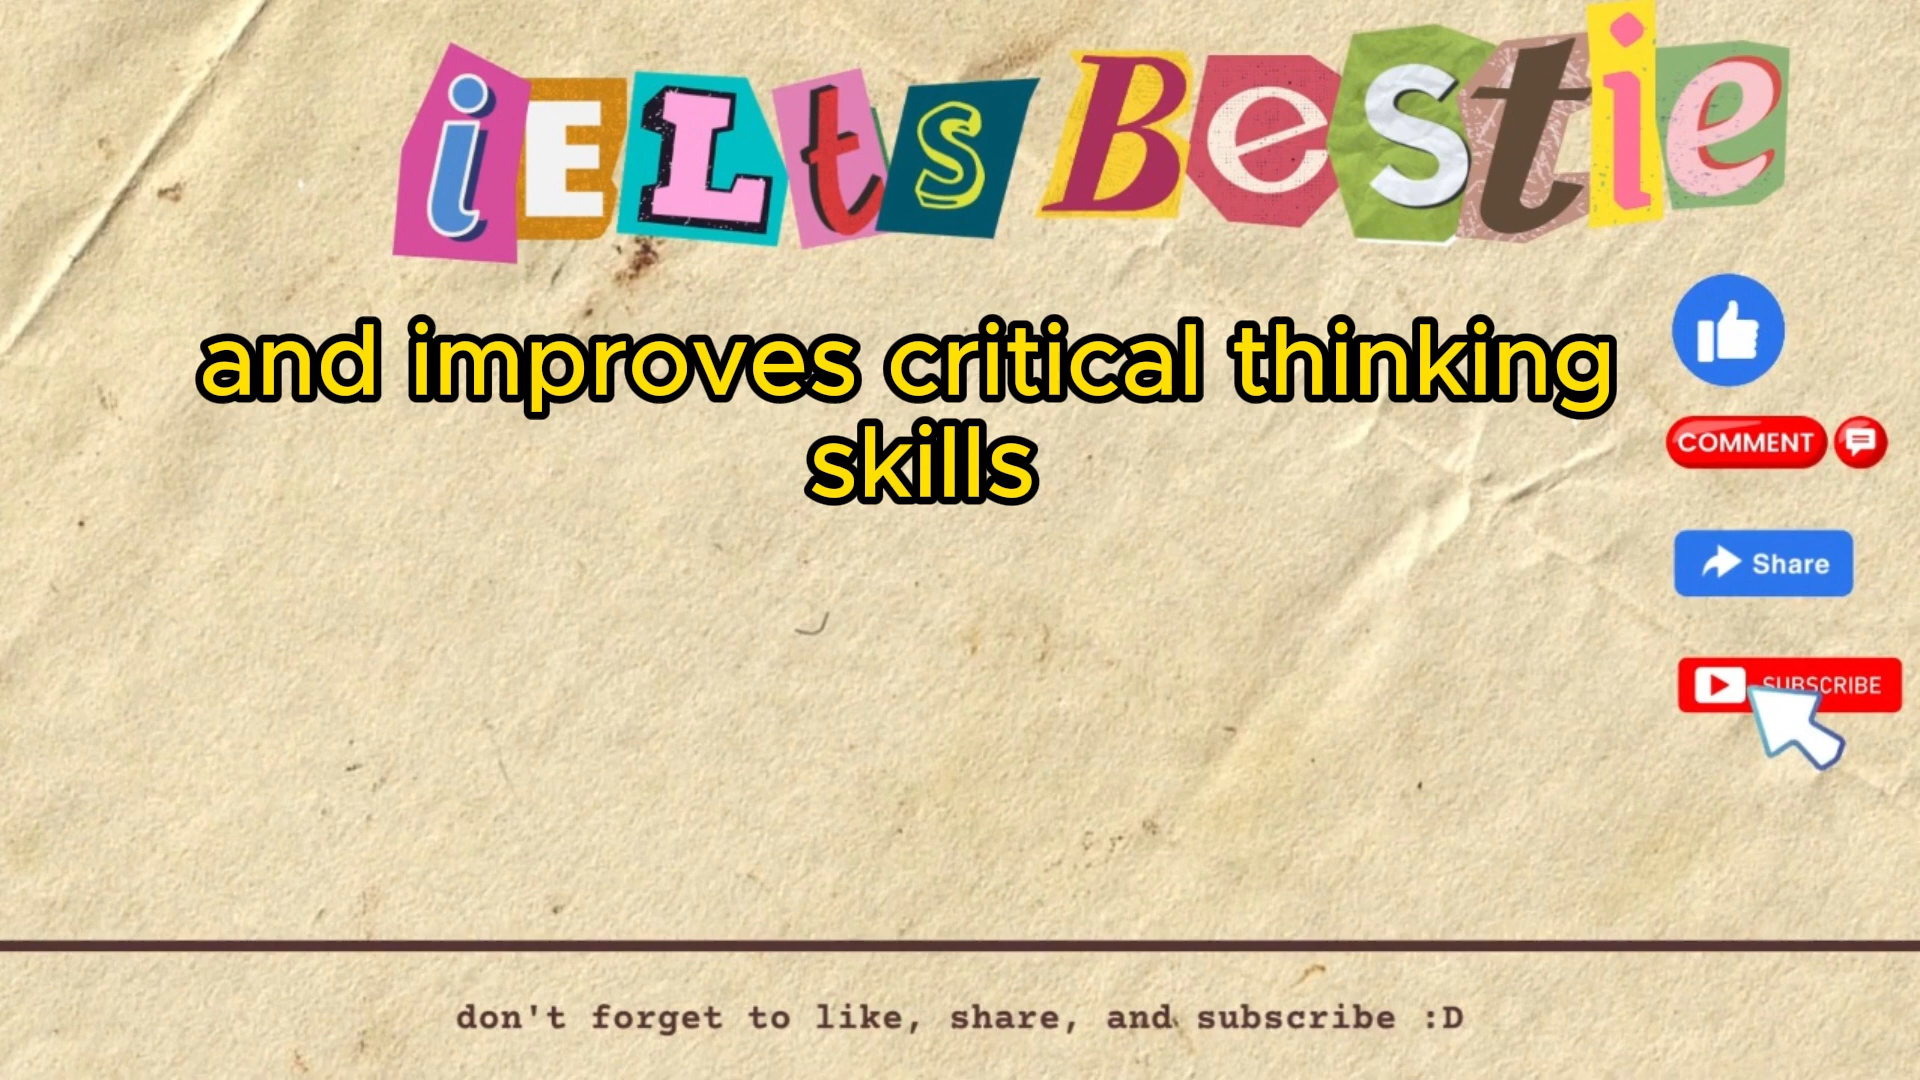 iELts Bestie
and improves critical thinking
skills
COMMENT
Share
SUBSCRIBE
don't forget to like, share, and subscribe :D